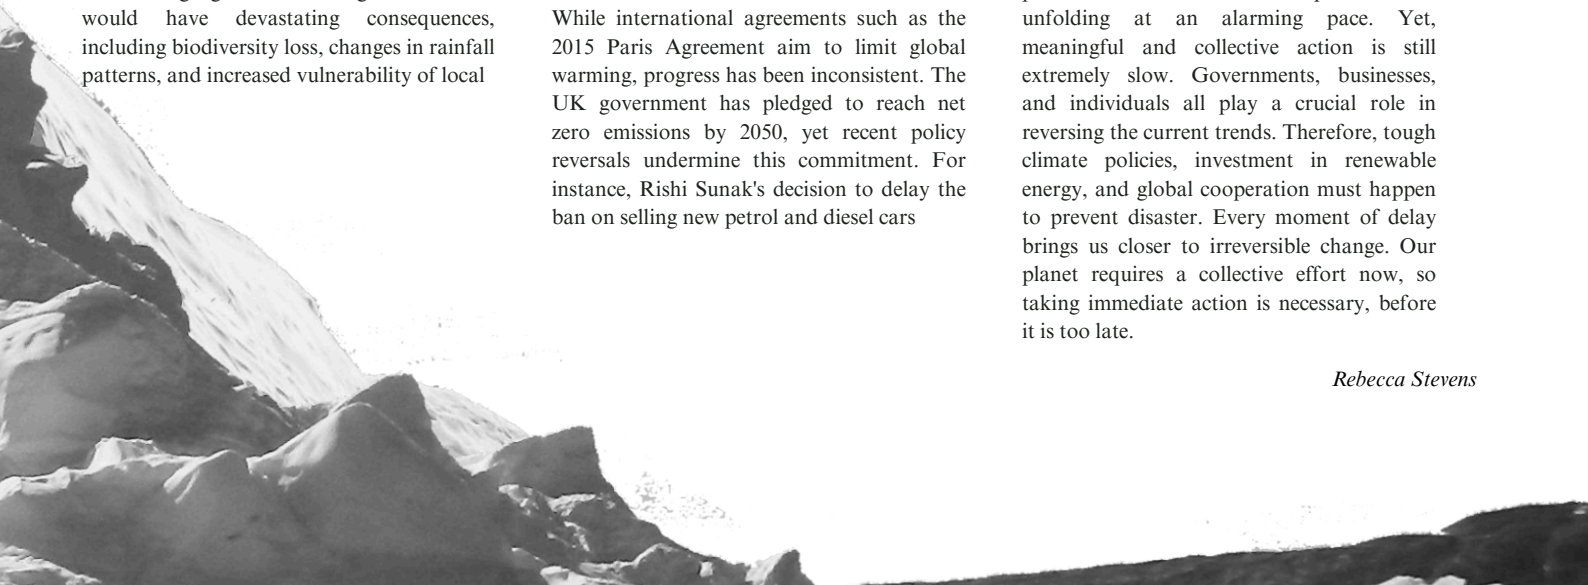 would have devastating consequences,
including biodiversity loss, changes in rainfall
patterns, and increased vulnerability of local
While international agreements such as the
2015 Paris Agreement aim to limit global
warming, progress has been inconsistent. The
UK government has pledged to reach net
zero emissions by 2050, yet recent policy
reversals undermine this commitment. For
instance, Rishi Sunak's decision to delay the
ban on selling new petrol and diesel cars
unfolding at an alarming pace. Yet,
meaningful and collective action is still
extremely slow. Governments, businesses,
and individuals all play a crucial role in
reversing the current trends. Therefore, tough
climate policies, investment in renewable
energy, and global cooperation must happen
to prevent disaster. Every moment of delay
brings us closer to irreversible change. Our
planet requires a collective effort now, so
taking immediate action is necessary, before
it is too late.
Rebecca Stevens